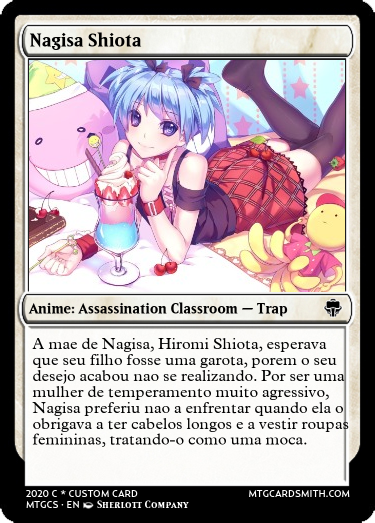 Nagisa Shiota
Anime: Assassination Classroom — Trap
A mae de Nagisa, Hiromi Shiota, esperava
que seu filho fosse uma garota, porem o seu
desejo acabou nao se realizando. Por ser uma
mulher de temperamento muito agressivo,
Nagisa preferiu nao a enfrentar quando ela o
obrigava a ter cabelos longos e a vestir roupas
femininas, tratando-o como uma moca.
2020 C * CUSTOM CARD
MTGCARDSMITH.COM
MTGCS · EN SHERLOTT COMPANY